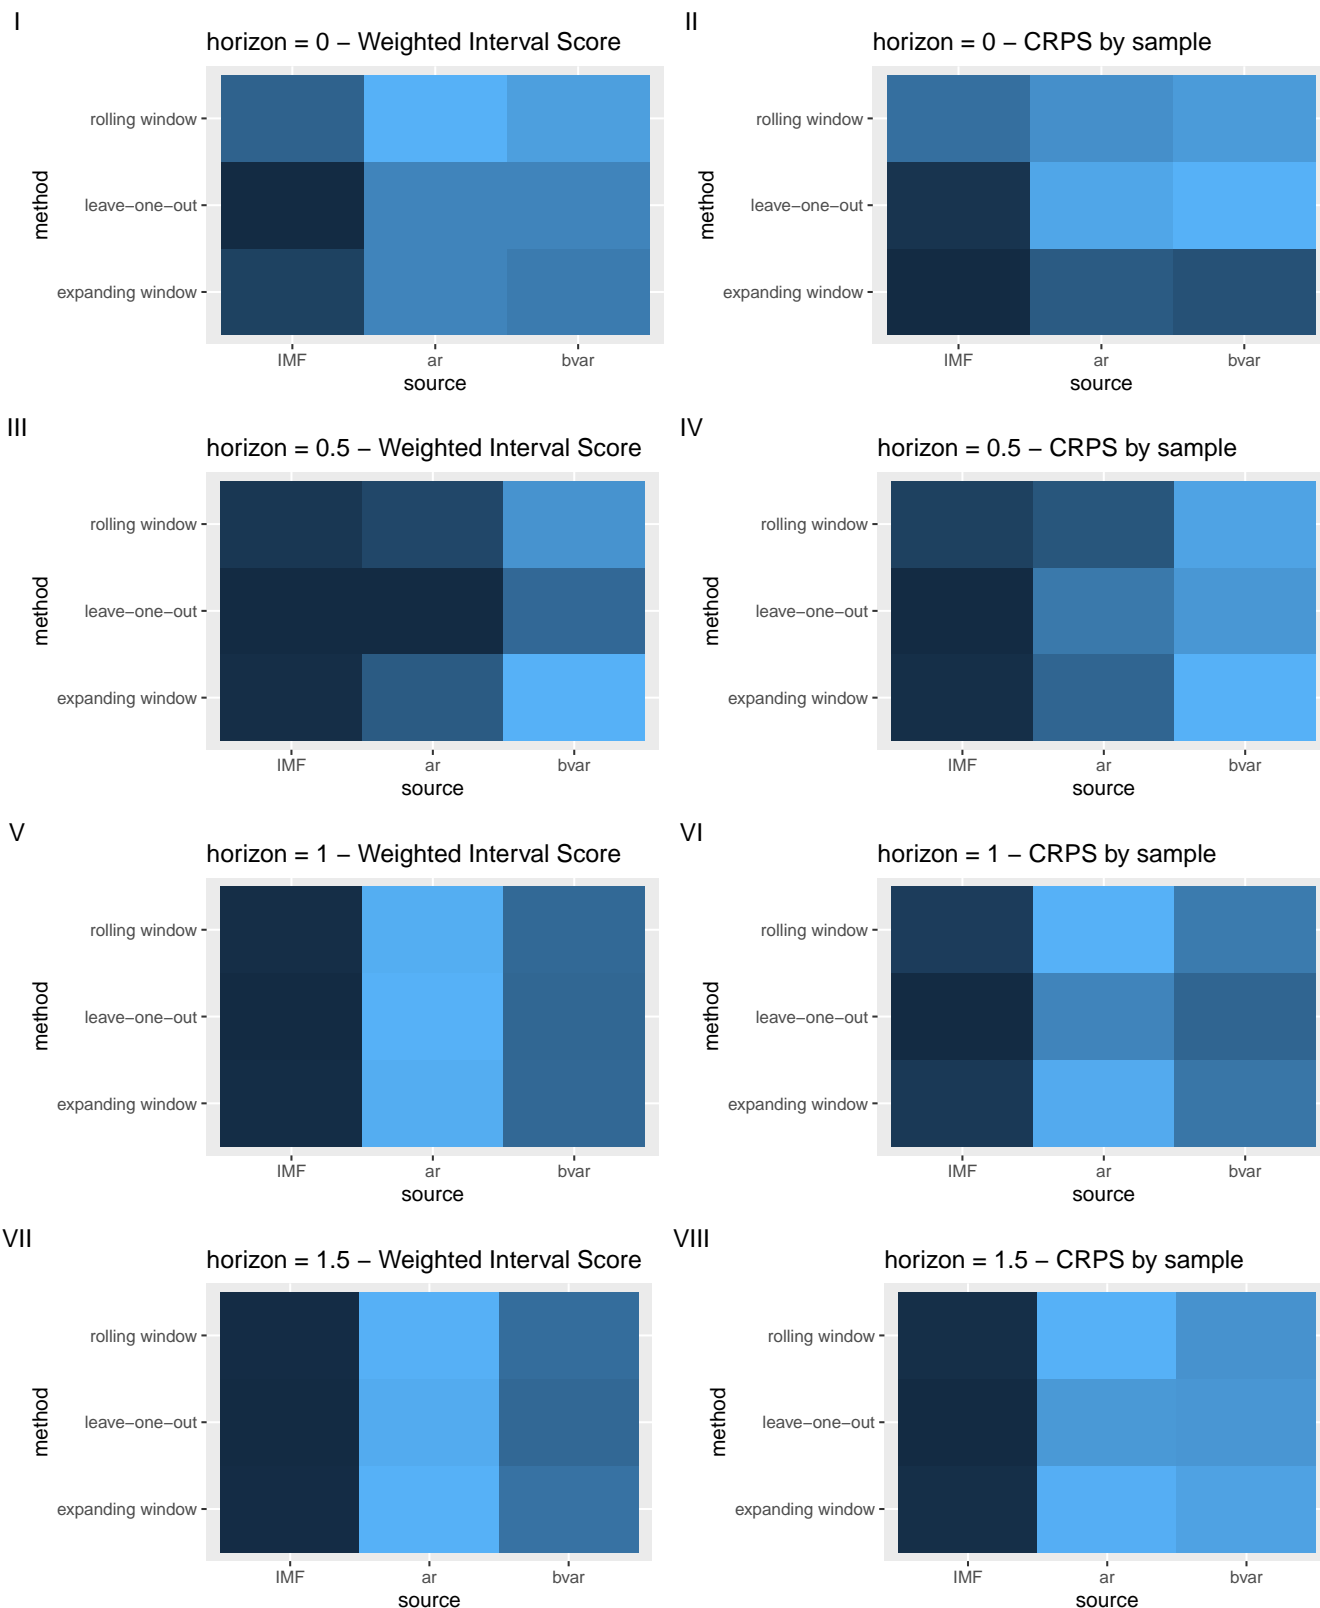 I
horizon = 0 − Weighted Interval Score
rolling window
leave−one−out
expanding window
method
IMF ar bvar
source
II
horizon = 0 − CRPS by sample
rolling window
leave−one−out
expanding window
method
IMF ar bvar
source
III
horizon = 0.5 − Weighted Interval Score
rolling window
leave−one−out
expanding window
method
IMF ar bvar
source
IV
horizon = 0.5 − CRPS by sample
rolling window
leave−one−out
expanding window
method
IMF ar bvar
source
V
horizon = 1 − Weighted Interval Score
rolling window
leave−one−out
expanding window
method
IMF ar bvar
source
VI
horizon = 1 − CRPS by sample
rolling window
leave−one−out
expanding window
method
IMF ar bvar
source
VII
horizon = 1.5 − Weighted Interval Score
rolling window
leave−one−out
expanding window
method
IMF ar bvar
source
VIII
horizon = 1.5 − CRPS by sample
rolling window
leave−one−out
expanding window
method
IMF ar bvar
source